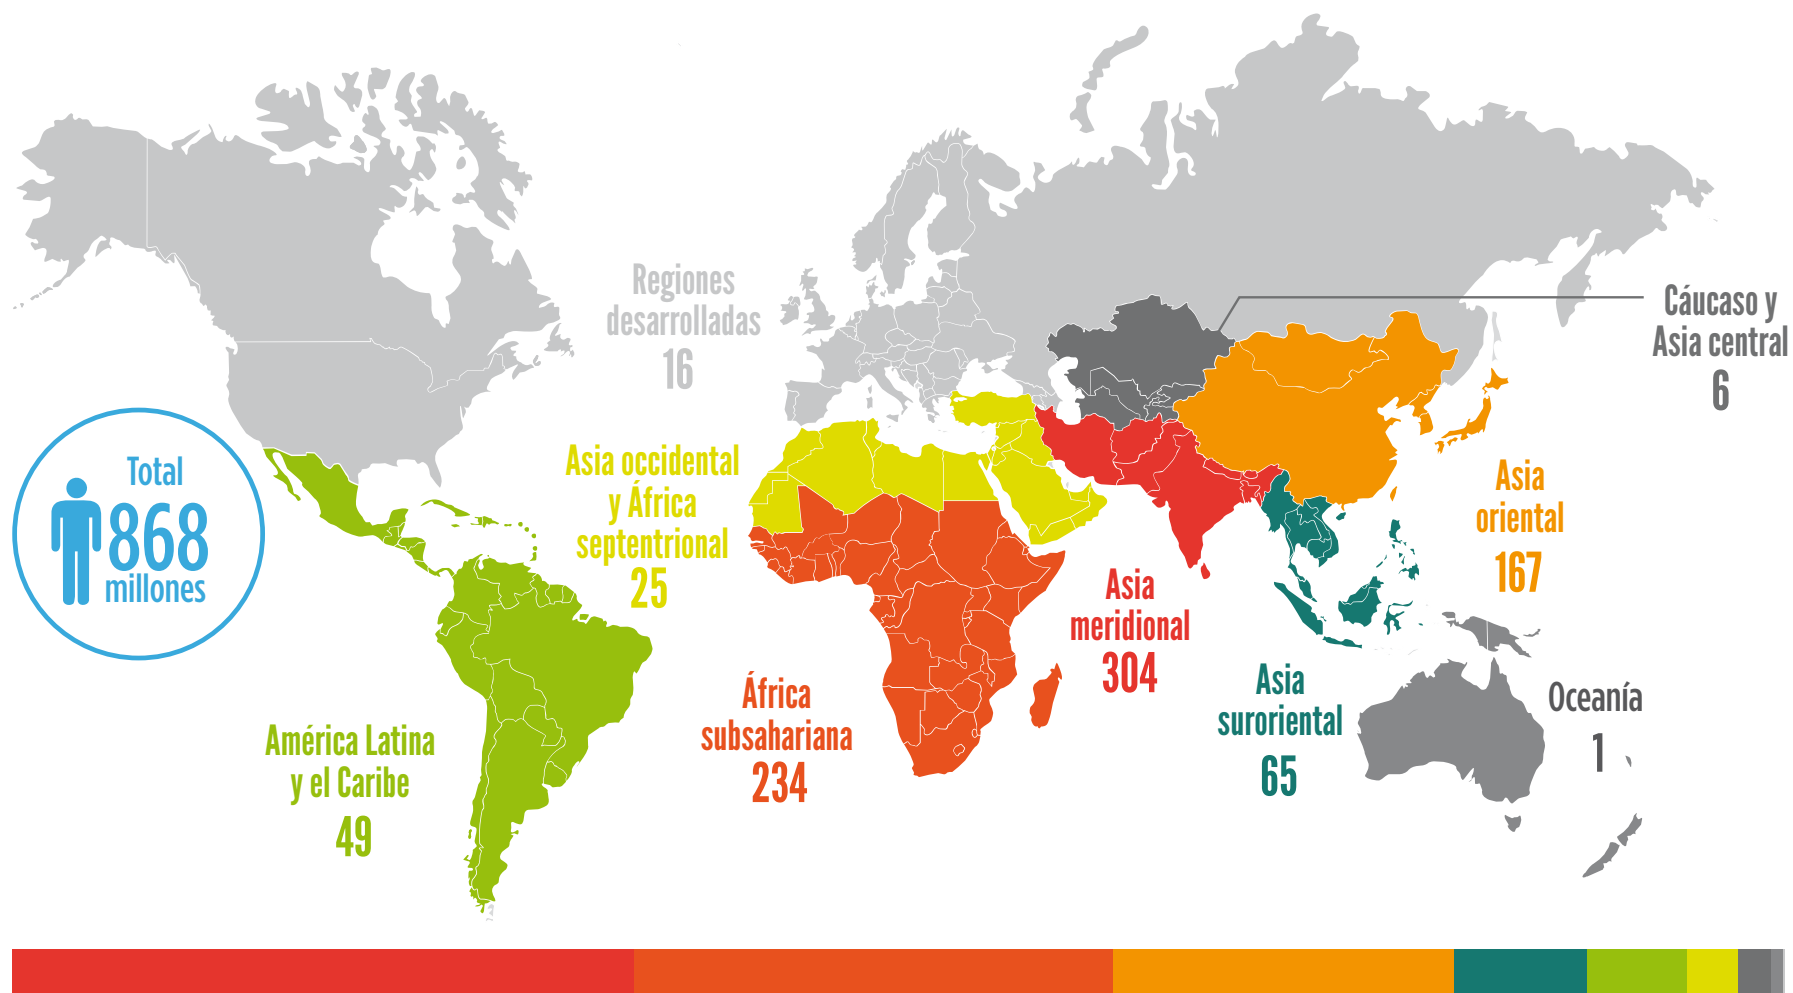 Regiones
desarrolladas
16
Cáucaso y
Asia central
6
Total
868
millones
Asia occidental
y África
septentrional
25
Asia
oriental
167
Asia
meridional
304
África
subsahariana
234
Asia
suroriental
65
Oceanía
1
América Latina
y el Caribe
49